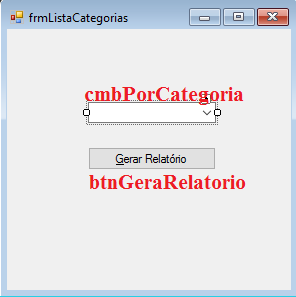 frmListaCategorias
cmbPorCategoria
Gerar Relatório
btnGeraRelatorio